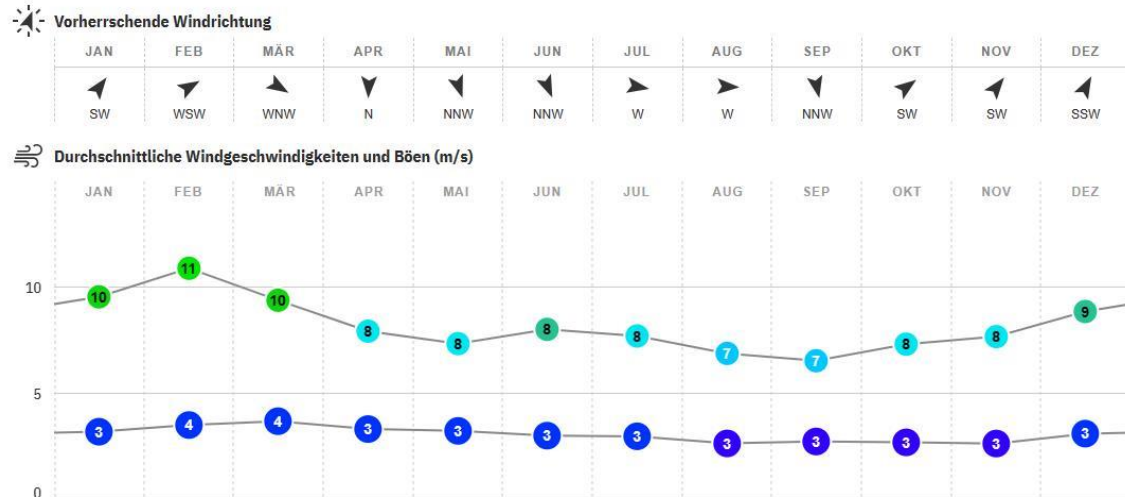 Vorherrschende Windrichtung
JAN FEB MÄR APR MAI JUN JUL AUG SEP OKT NOV DEZ
SW WSW WNW N NNW NNW W W NNW SW SW SSW
Durchschnittliche Windgeschwindigkeiten und Böen (m/s)
JAN FEB MÄR APR MAI JUN JUL AUG SEP OKT NOV DEZ
10
10 11 10 8 8 8 8 7 7 8 8 9
5
3 4 4 3 3 3 3 3 3 3 3 3
0